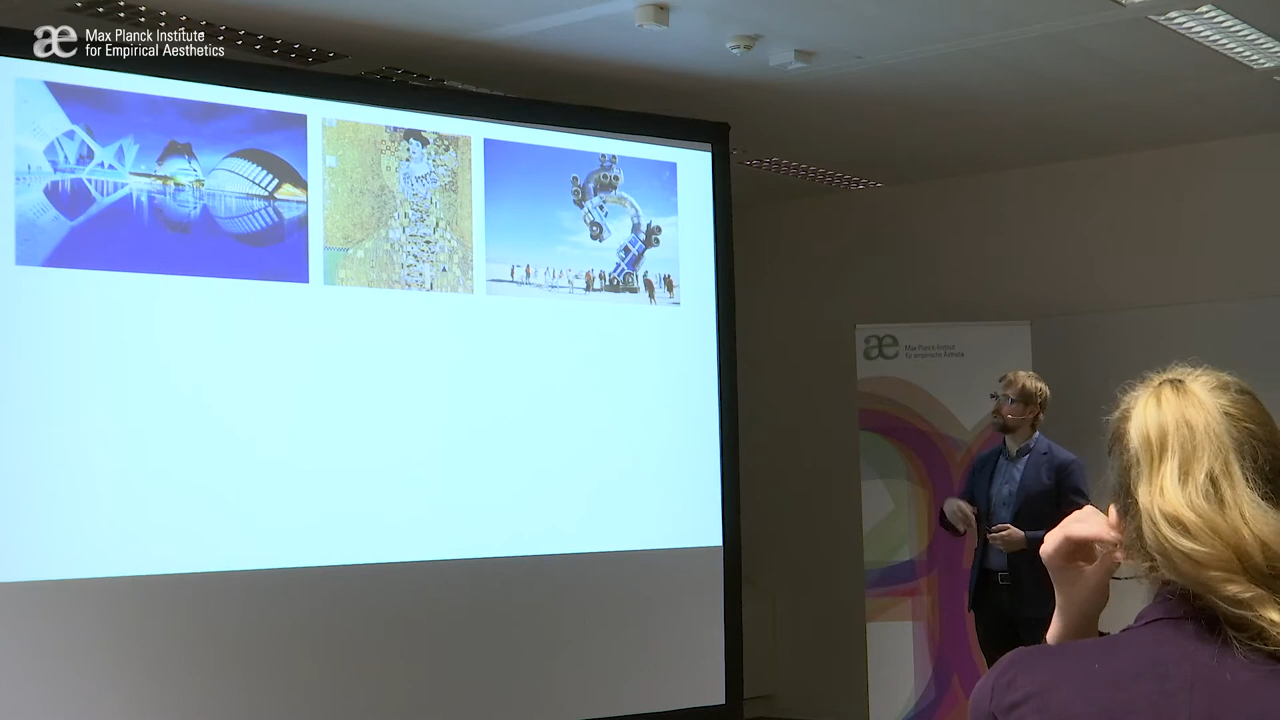 æ Max Planck Institute
for Empirical Aesthetics
æ Max-Planck-Institut
für empirische Ästhetik